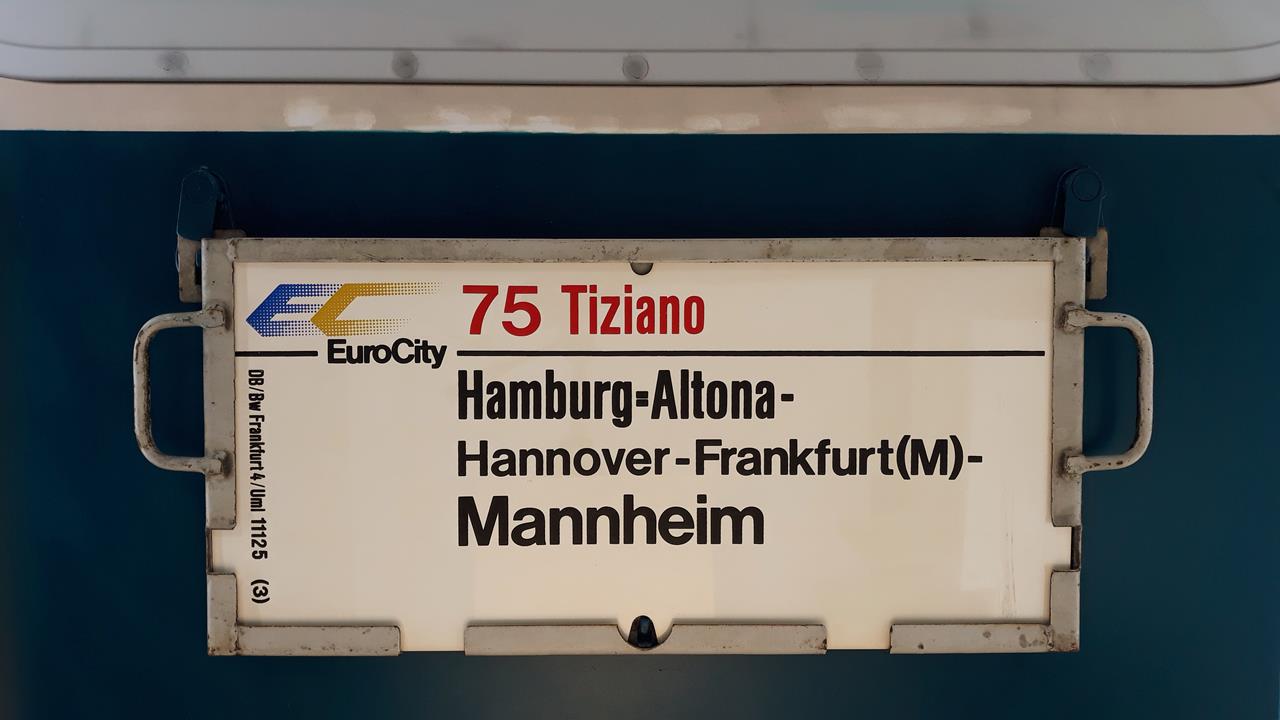 EC 75 Tiziano
EuroCity
Hamburg=Altona-
Hannover-Frankfurt(M)-
Mannheim
DB/Bw Frankfurt 4/Uml 11125 (3)